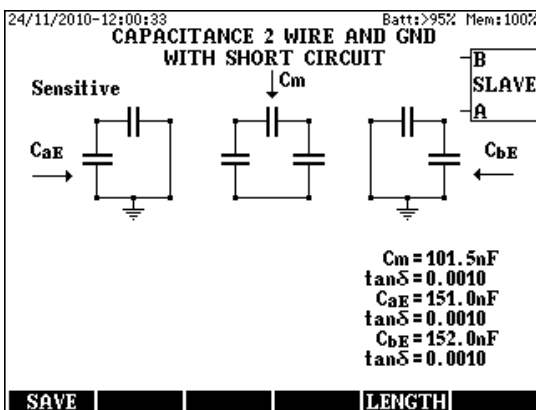 24/11/2010-12:00:33 Batt:>95% Mem:100%
CAPACITANCE 2 WIRE AND GND
WITH SHORT CIRCUIT
B
SLAVE
A
Sensitive
Cm
CaE
CbE
Cm=101.5nF
tanδ=0.0010
CaE=151.0nF
tanδ=0.0010
CbE=152.0nF
tanδ=0.0010
SAVE LENGTH